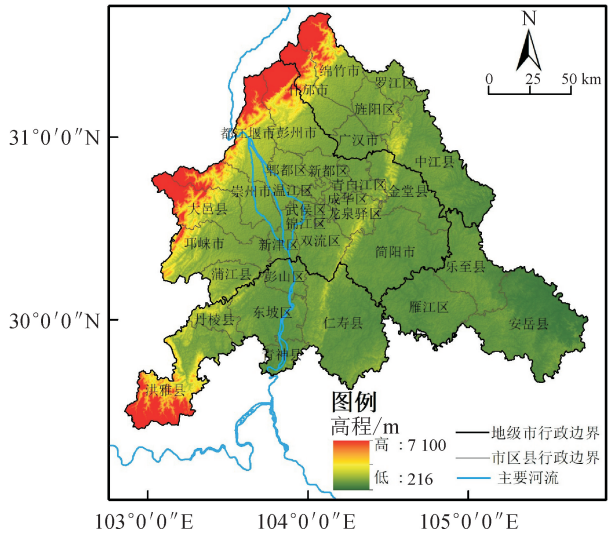 N
0 25 50 km
绵竹市
罗江区
什邡市
旌阳区
都江堰市
彭州市
广汉市
中江县
郫都区
新都区
青白江区
崇州市
温江区
成华区
金堂县
大邑县
武侯区
龙泉驿区
锦江区
邛崃市
新津区
双流区
简阳市
蒲江县
彭山区
乐至县
丹棱县
东坡区
仁寿县
雁江区
安岳县
青神县
洪雅县
31°0′0″N
30°0′0″N
图例
高程/m
高:7 100
低:216
地级市行政边界
市区县行政边界
主要河流
103°0′0″E
104°0′0″E
105°0′0″E